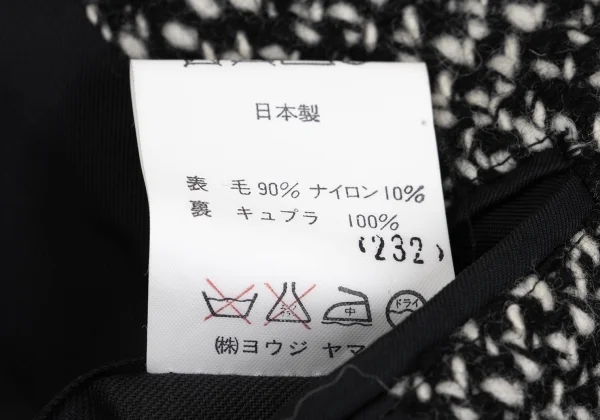 日本製
表 毛 90% ナイロン 10%
裏 キュプラ 100%
(232)
中 ドライ
(株)ヨウジ ヤマ